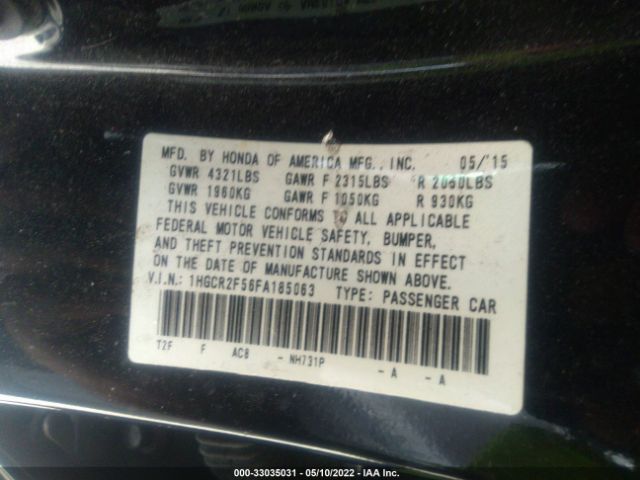 MFD. BY HONDA OF AMERICA MFG., INC. 05/'15
GVWR 4321LBS GAWR F 2315LBS R 2050LBS
GVWR 1960KG GAWR F 1050KG R 930KG
THIS VEHICLE CONFORMS TO ALL APPLICABLE
FEDERAL MOTOR VEHICLE SAFETY, BUMPER,
AND THEFT PREVENTION STANDARDS IN EFFECT
ON THE DATE OF MANUFACTURE SHOWN ABOVE.
V.I.N.: 1HGCR2F56FA185063 TYPE: PASSENGER CAR
T2F F AC8 - NH731P - A - A
000-33035031 - 05/10/2022 - IAA Inc.